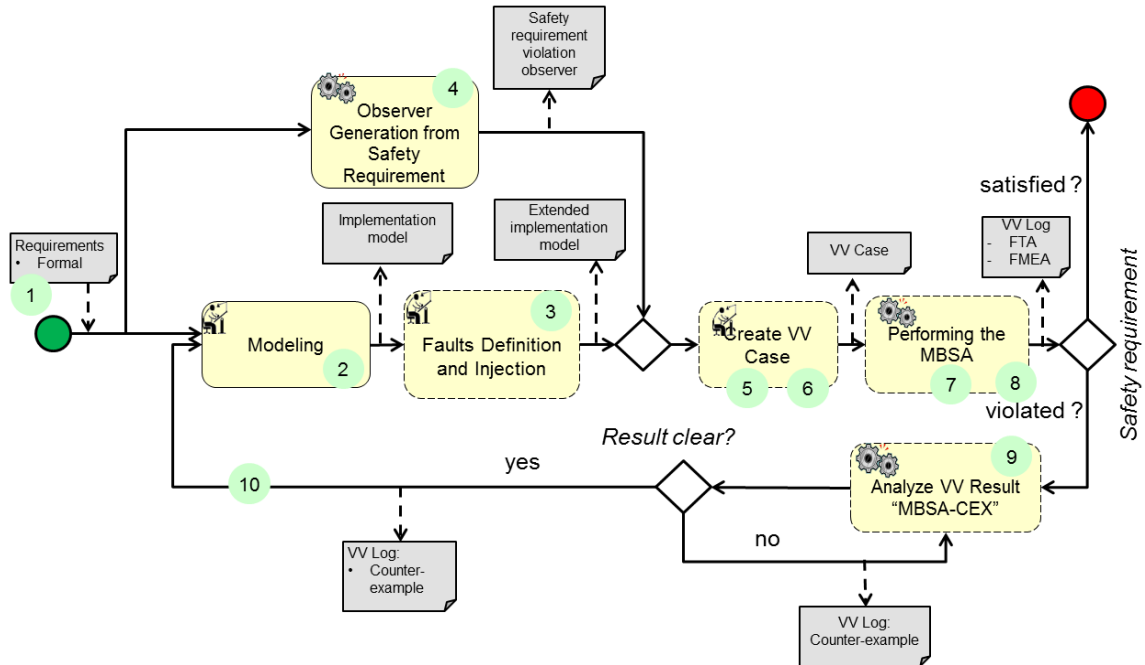 Safety
requirement
violation
observer
4
Observer
Generation from
Safety
Requirement
satisfied ?
Requirements
• Formal
1
Implementation
model
Extended
implementation
model
VV Case
VV Log
- FTA
- FMEA
Safety requirement
Modeling
2
3
Faults Definition
and Injection
Create VV
Case
5
6
Performing the
MBSA
7
8
violated ?
Result clear?
yes
10
9
Analyze VV Result
“MBSA-CEX”
no
VV Log:
• Counter-
example
VV Log:
Counter-example